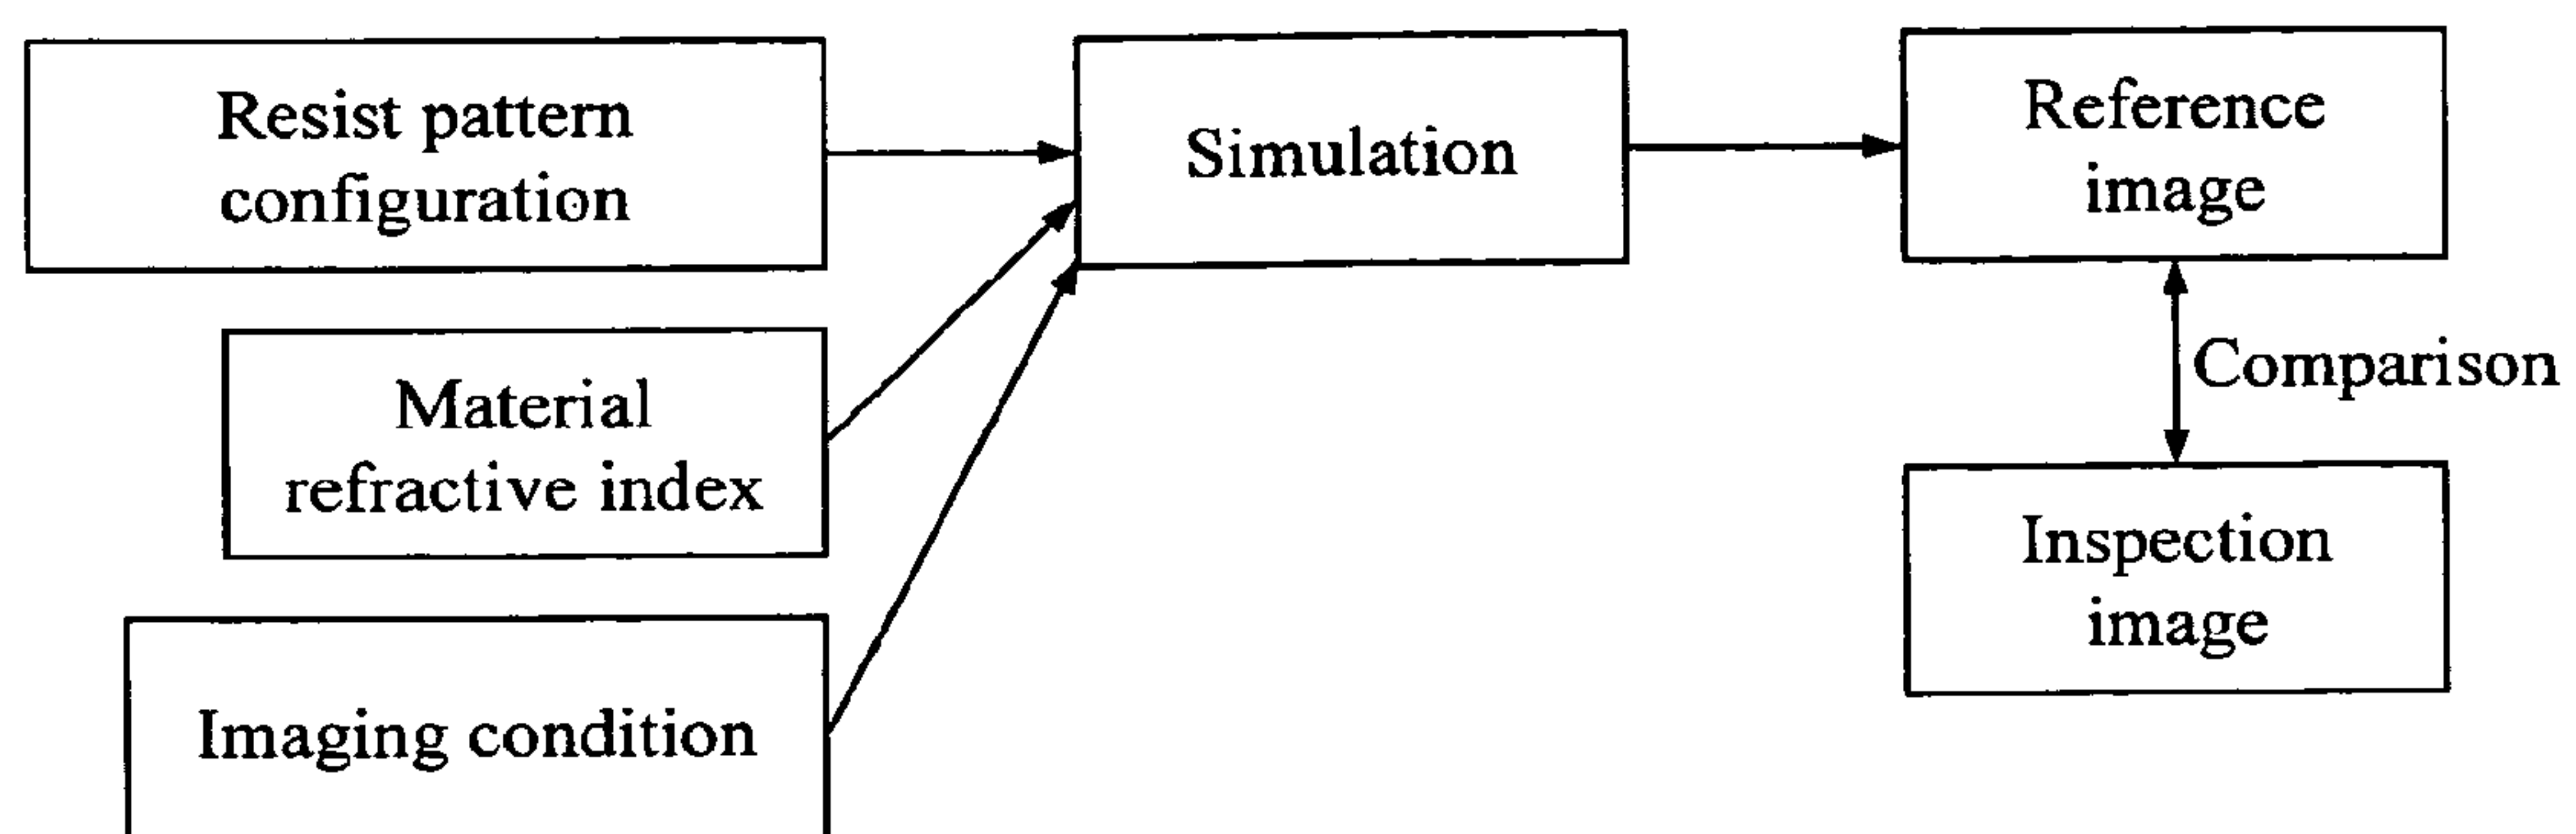 Resist pattern
configuration
Simulation
Reference
image
Material
refractive index
Comparison
Inspection
image
Imaging condition